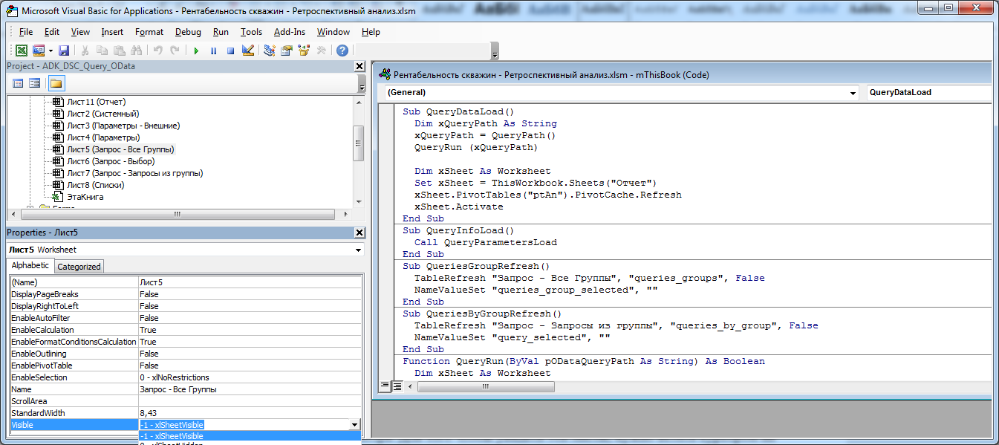 Microsoft Visual Basic for Applications - Рентабельность скважин - Ретроспективный анализ.xlsm
File Edit View Insert Format Debug Run Tools Add-Ins Window Help
Project - ADK_DSC_Query_OData
Лист11 (Отчет)
Лист2 (Системный)
Лист3 (Параметры - Внешние)
Лист4 (Параметры)
Лист5 (Запрос - Все Группы)
Лист6 (Запрос - Выбор)
Лист7 (Запрос - Запросы из группы)
Лист8 (Списки)
ЭтаКнига
Properties - Лист5
Лист5 Worksheet
Alphabetic Categorized
(Name) Лист5
DisplayPageBreaks False
DisplayRightToLeft False
EnableAutoFilter False
EnableCalculation True
EnableFormatConditionsCalculation True
EnableOutlining False
EnablePivotTable False
EnableSelection 0 - xlNoRestrictions
Name Запрос - Все Группы
ScrollArea
StandardWidth 8,43
Visible -1 - xlSheetVisible
-1 - xlSheetVisible
0 - xlSheetHidden
Рентабельность скважин - Ретроспективный анализ.xlsm - mThisBook (Code)
(General) QueryDataLoad
Sub QueryDataLoad()
Dim xQueryPath As String
xQueryPath = QueryPath()
QueryRun (xQueryPath)
Dim xSheet As Worksheet
Set xSheet = ThisWorkbook.Sheets("Отчет")
xSheet.PivotTables("ptAn").PivotCache.Refresh
xSheet.Activate
End Sub
Sub QueryInfoLoad()
Call QueryParametersLoad
End Sub
Sub QueriesGroupRefresh()
TableRefresh "Запрос - Все Группы", "queries_groups", False
NameValueSet "queries_group_selected", ""
End Sub
Sub QueriesByGroupRefresh()
TableRefresh "Запрос - Запросы из группы", "queries_by_group", False
NameValueSet "query_selected", ""
End Sub
Function QueryRun(ByVal pODataQueryPath As String) As Boolean
Dim xSheet As Worksheet